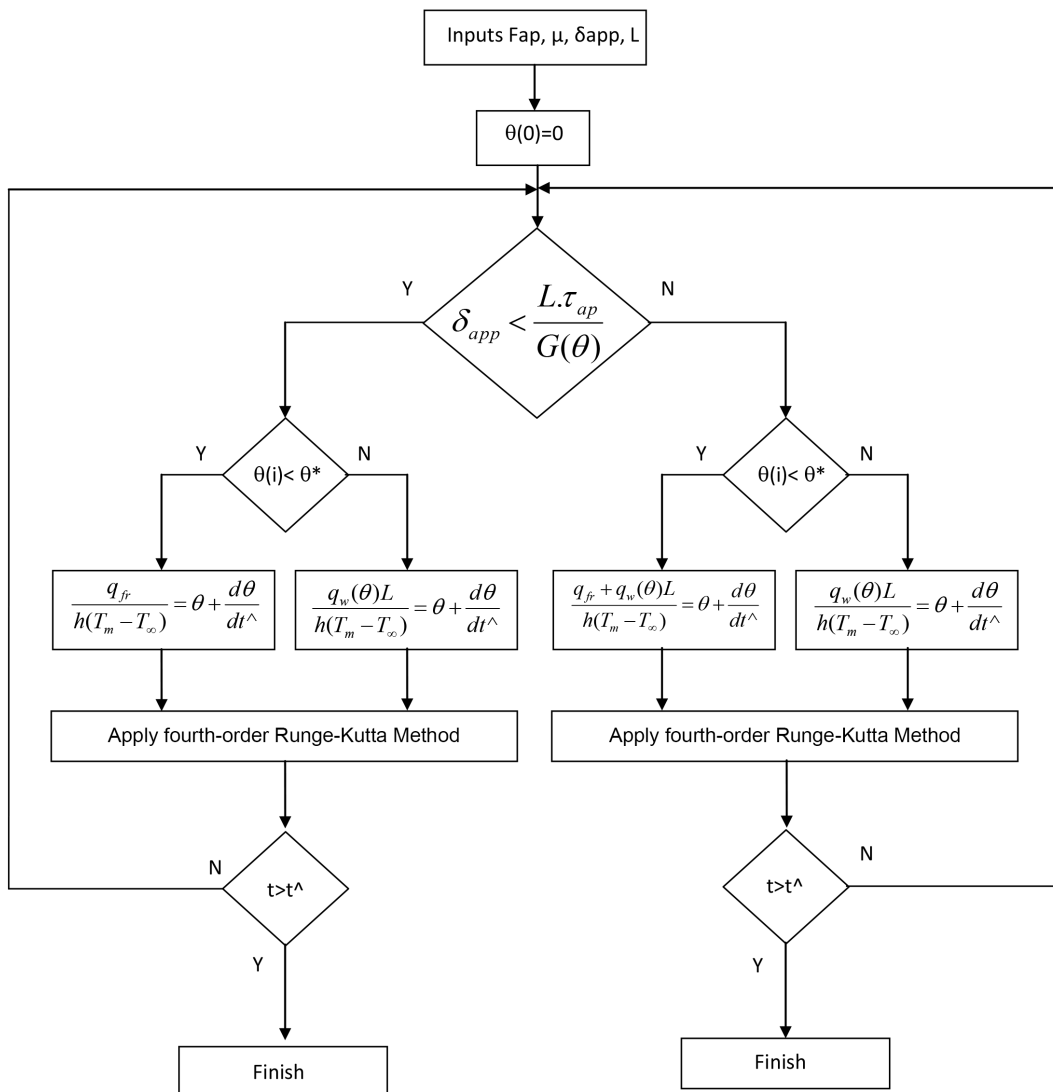 Inputs Fap, μ, δapp, L
θ(0)=0
Y
N
δ_app < L.τ_ap / G(θ)
Y
θ(i)< θ*
N
Y
θ(i)< θ*
N
q_fr / h(T_m − T_∞) = θ + dθ / dt^
q_w(θ)L / h(T_m − T_∞) = θ + dθ / dt^
q_fr + q_w(θ)L / h(T_m − T_∞) = θ + dθ / dt^
q_w(θ)L / h(T_m − T_∞) = θ + dθ / dt^
Apply fourth-order Runge-Kutta Method
Apply fourth-order Runge-Kutta Method
N
t>t^
Y
t>t^
N
Y
Finish
Finish